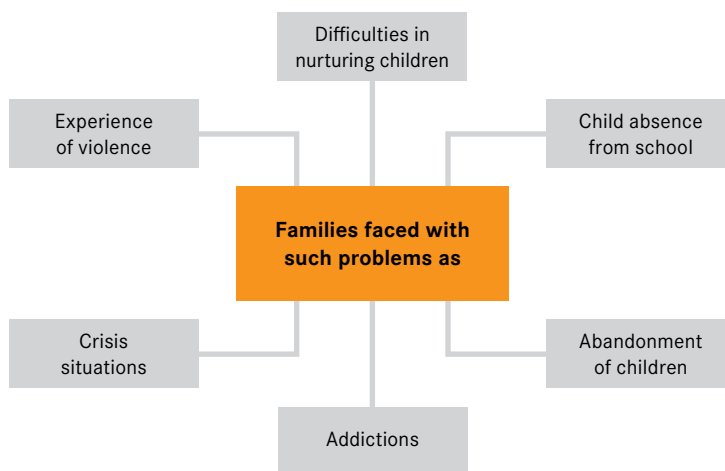 Difficulties in
nurturing children
Experience
of violence
Child absence
from school
Families faced with
such problems as
Crisis
situations
Abandonment
of children
Addictions